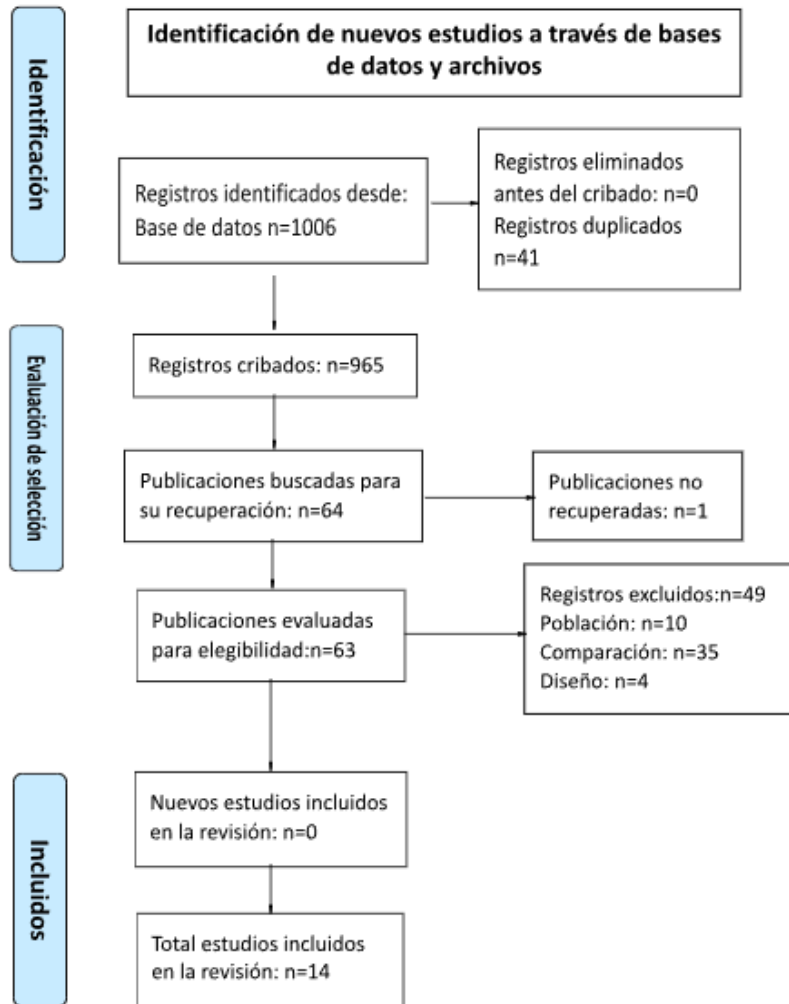 Identificación de nuevos estudios a través de bases
de datos y archivos
Identificación
Registros identificados desde:
Base de datos n=1006
Registros eliminados
antes del cribado: n=0
Registros duplicados
n=41
Evaluación de selección
Registros cribados: n=965
Publicaciones buscadas para
su recuperación: n=64
Publicaciones no
recuperadas: n=1
Publicaciones evaluadas
para elegibilidad:n=63
Registros excluidos:n=49
Población: n=10
Comparación: n=35
Diseño: n=4
Incluidos
Nuevos estudios incluidos
en la revisión: n=0
Total estudios incluidos
en la revisión: n=14